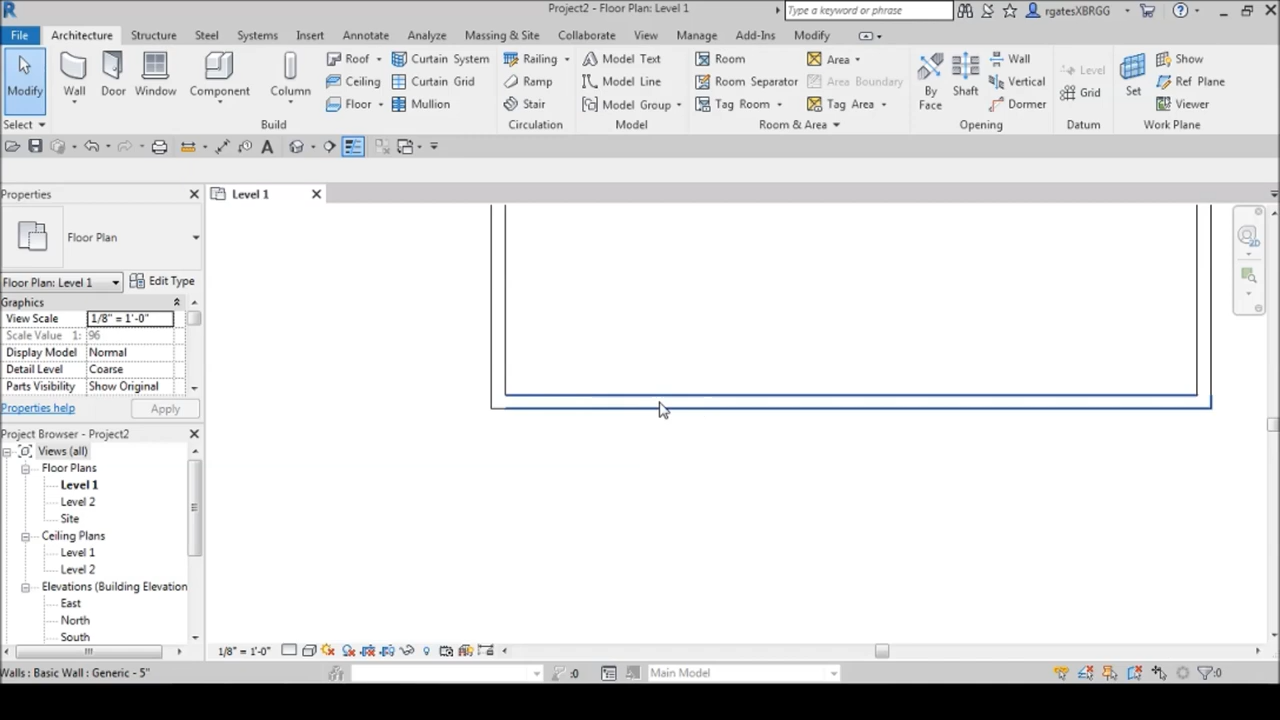 Project2 - Floor Plan: Level 1
Type a keyword or phrase
rgatesXBRGG
File Architecture Structure Steel Systems Insert Annotate Analyze Massing & Site Collaborate View Manage Add-Ins Modify
Modify Wall Door Window Component Column
Roof Curtain System
Ceiling Curtain Grid
Floor Mullion
Railing Model Text Room Area
Ramp Model Line Room Separator Area Boundary
Stair Model Group Tag Room Tag Area
By Face Shaft
Wall
Vertical
Dormer
Level
Grid
Set
Show
Ref Plane
Viewer
Select Build Circulation Model Room & Area Opening Datum Work Plane
Properties
Level 1
Floor Plan
Floor Plan: Level 1 Edit Type
Graphics
View Scale 1/8" = 1'-0"
Scale Value 1: 96
Display Model Normal
Detail Level Coarse
Parts Visibility Show Original
Properties help Apply
Project Browser - Project2
Views (all)
Floor Plans
Level 1
Level 2
Site
Ceiling Plans
Level 1
Level 2
Elevations (Building Elevation
East
North
South
2D
1/8" = 1'-0"
Walls : Basic Wall : Generic - 5"
:0
Main Model
:0